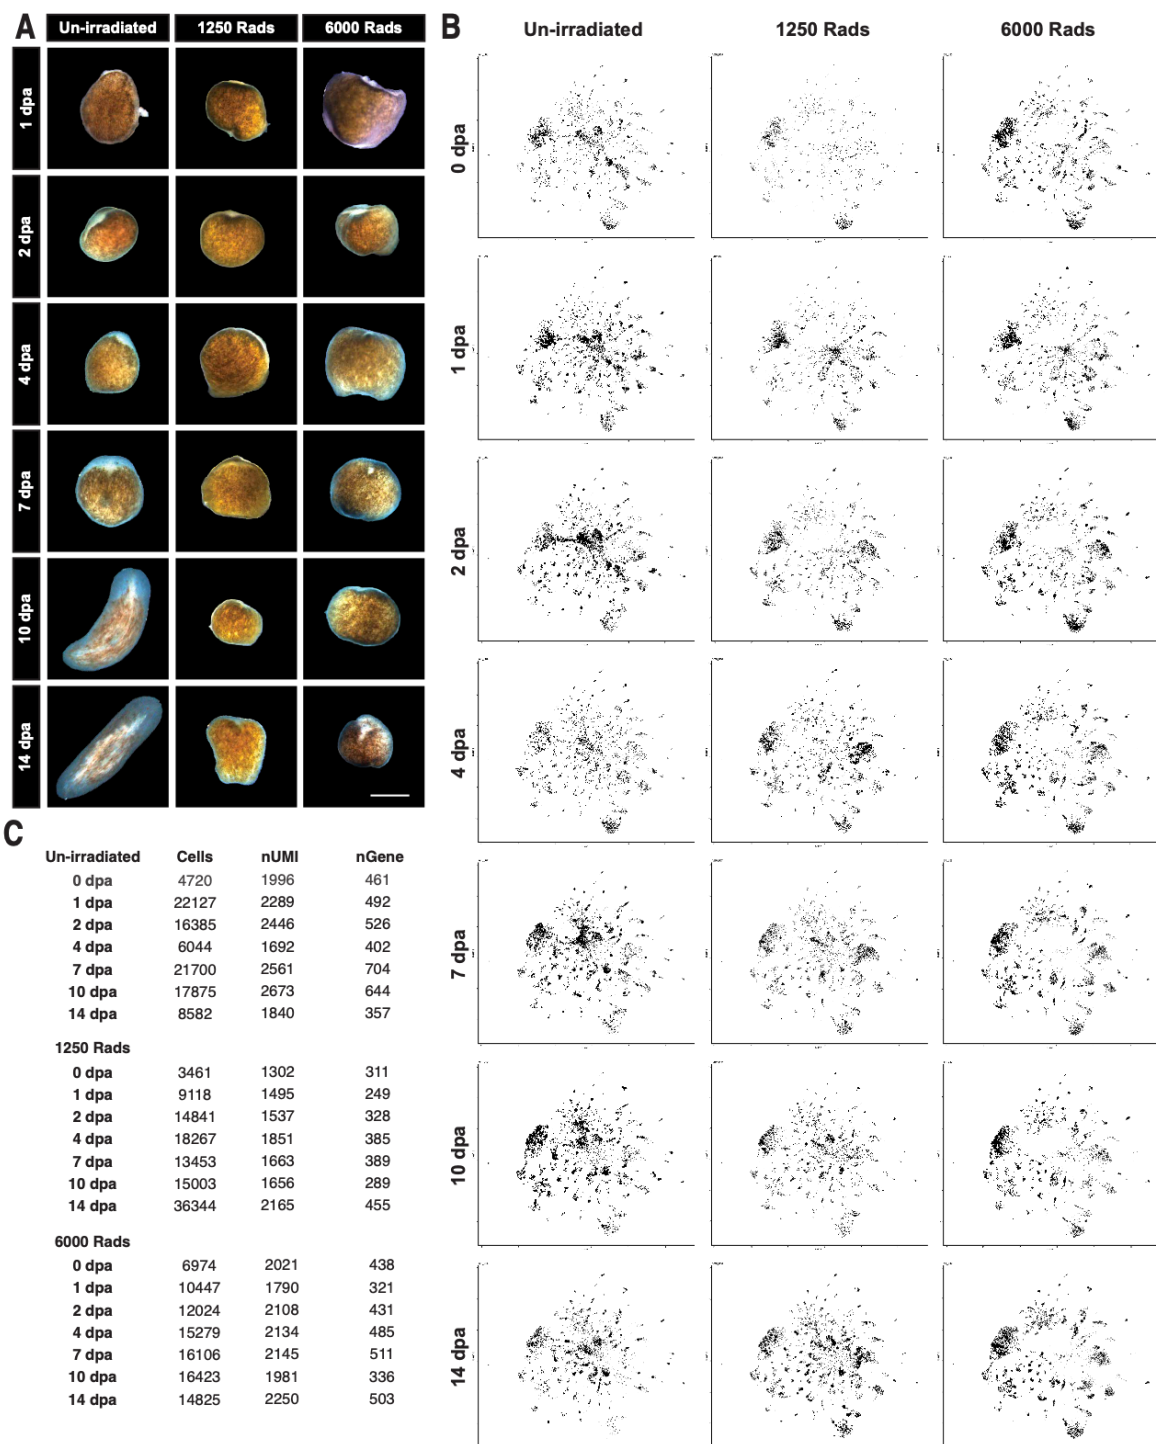 A
Un-irradiated 1250 Rads 6000 Rads
1 dpa
2 dpa
4 dpa
7 dpa
10 dpa
14 dpa
B
Un-irradiated 1250 Rads 6000 Rads
0 dpa
1 dpa
2 dpa
4 dpa
7 dpa
10 dpa
14 dpa
C
Un-irradiated Cells nUMI nGene
0 dpa 4720 1996 461
1 dpa 22127 2289 492
2 dpa 16385 2446 526
4 dpa 6044 1692 402
7 dpa 21700 2561 704
10 dpa 17875 2673 644
14 dpa 8582 1840 357
1250 Rads
0 dpa 3461 1302 311
1 dpa 9118 1495 249
2 dpa 14841 1537 328
4 dpa 18267 1851 385
7 dpa 13453 1663 389
10 dpa 15003 1656 289
14 dpa 36344 2165 455
6000 Rads
0 dpa 6974 2021 438
1 dpa 10447 1790 321
2 dpa 12024 2108 431
4 dpa 15279 2134 485
7 dpa 16106 2145 511
10 dpa 16423 1981 336
14 dpa 14825 2250 503